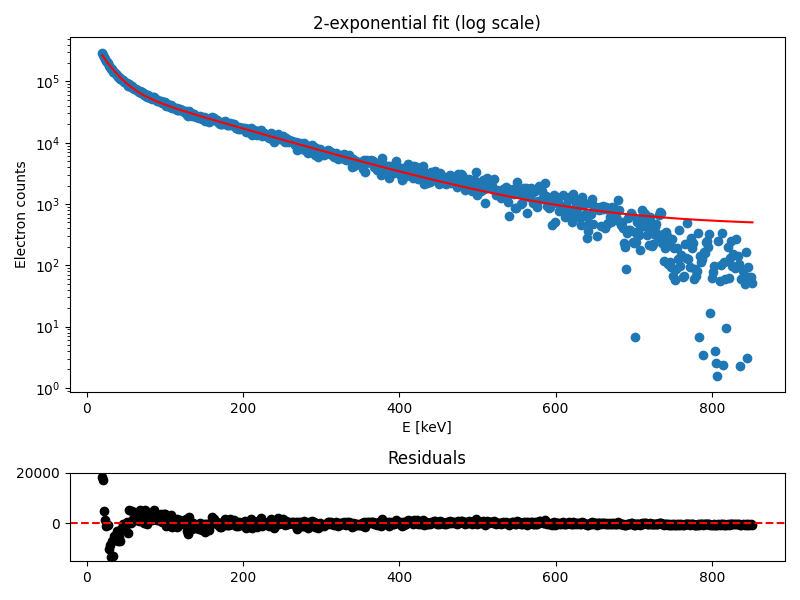 2-exponential fit (log scale)
Electron counts
10^5
10^4
10^3
10^2
10^1
10^0
0 200 400 600 800
E [keV]
Residuals
20000
0
0 200 400 600 800